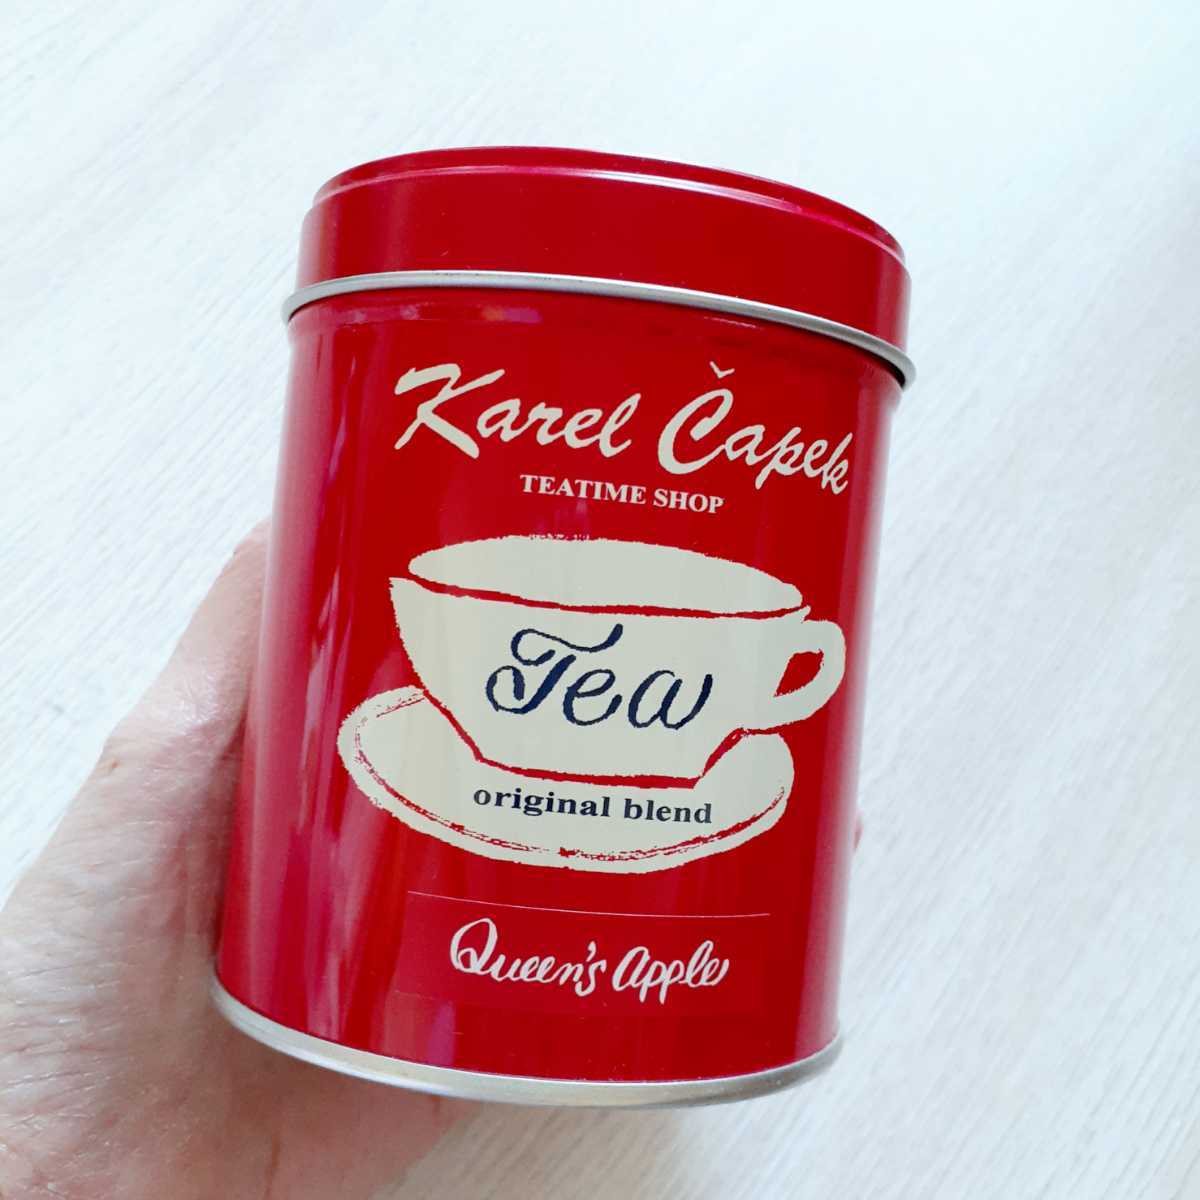 Karel Čapek
TEATIME SHOP
Tea
original blend
Queen's Apple